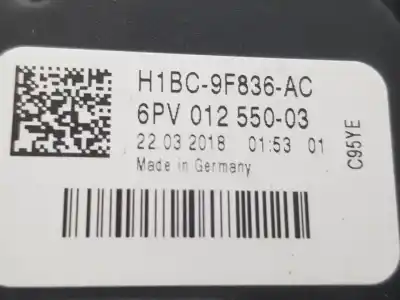 H1BC-9F836-AC
6PV 012 550-03
22.03.2018 01:53 01
Made in Germany
C95YE